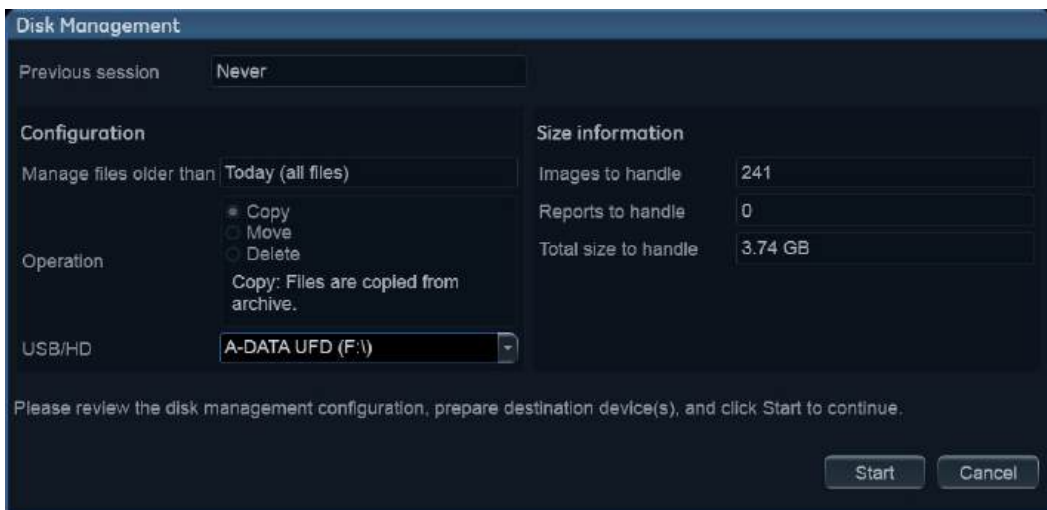 Disk Management
Previous session Never
Configuration
Manage files older than Today (all files)
Operation
Copy
Move
Delete
Copy: Files are copied from
archive.
USB/HD A-DATA UFD (F:\)
Size information
Images to handle 241
Reports to handle 0
Total size to handle 3.74 GB
Please review the disk management configuration, prepare destination device(s), and click Start to continue.
Start Cancel